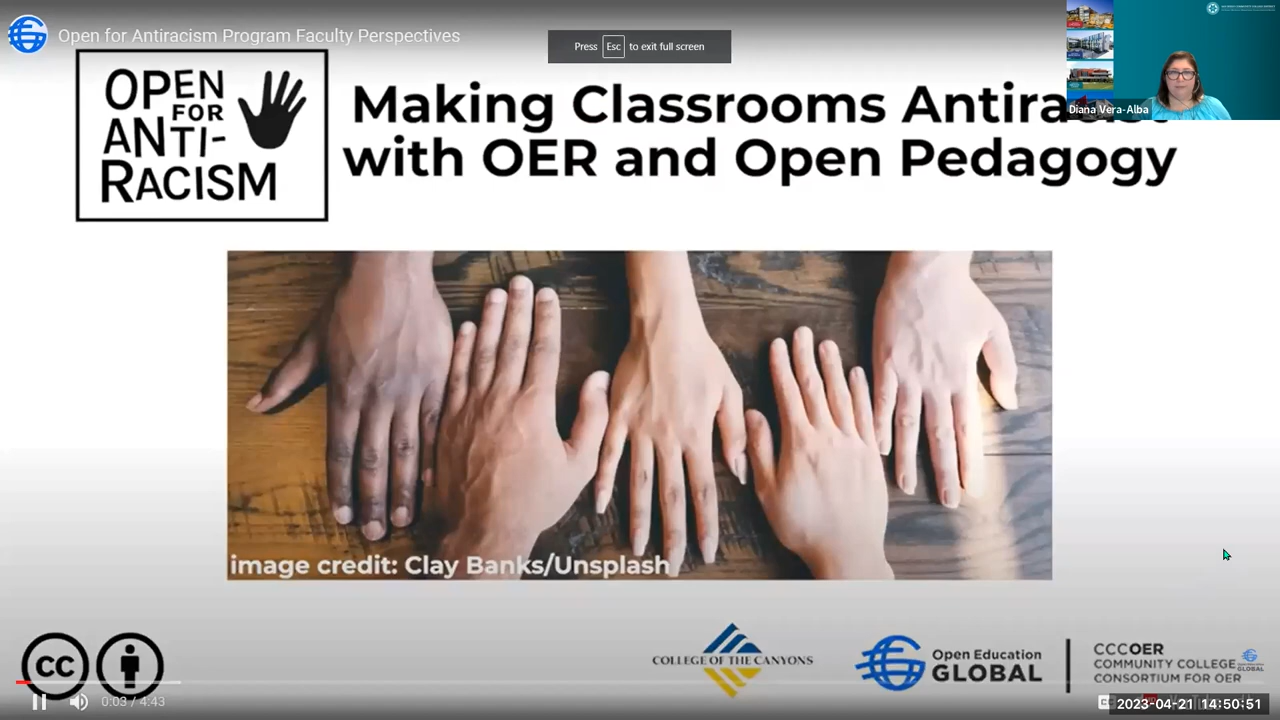 Open for Antiracism Program Faculty Perspectives
Press Esc to exit full screen
Diana Vera-Alba
OPEN
FOR
ANTI-
RACISM
Making Classrooms
with OER and Open Pedagogy
image credit: Clay Banks/Unsplash
cc
COLLEGE OF THE CANYONS
Open Education
GLOBAL
CCCOER
COMMUNITY COLLEGE
CONSORTIUM FOR OER
0:03 / 4:43
2023-04-21 14:50:51